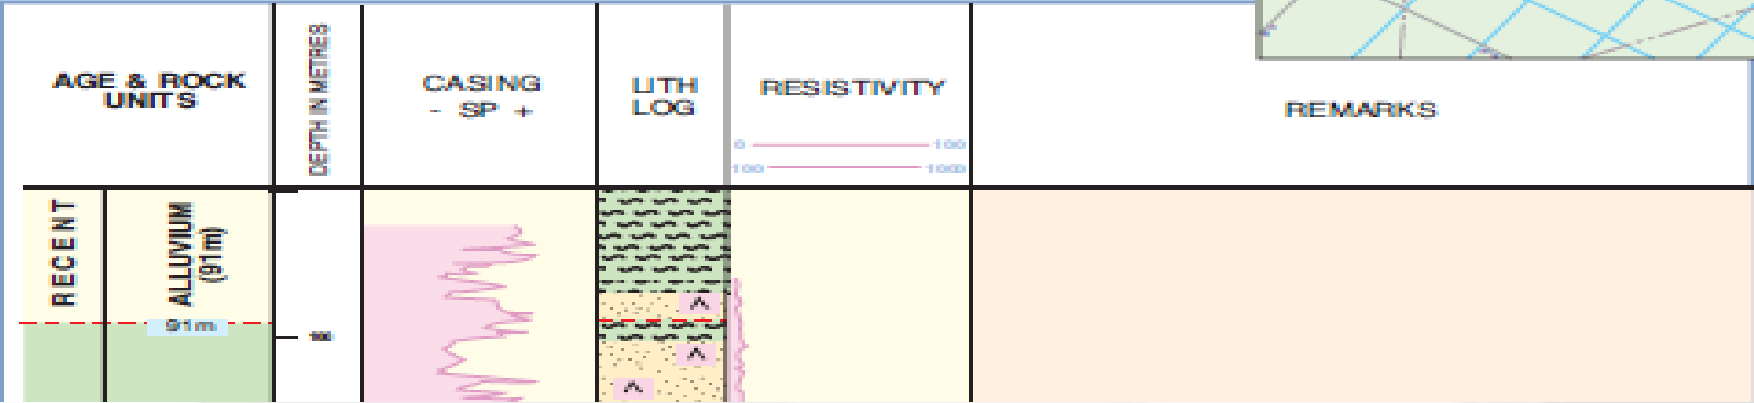 AGE & ROCK
UNITS
DEPTH IN METRES
CASING
- SP +
LITH
LOG
RESISTIVITY
0 100
100 1000
REMARKS
RECENT
ALLUVIUM
(91m)
91m